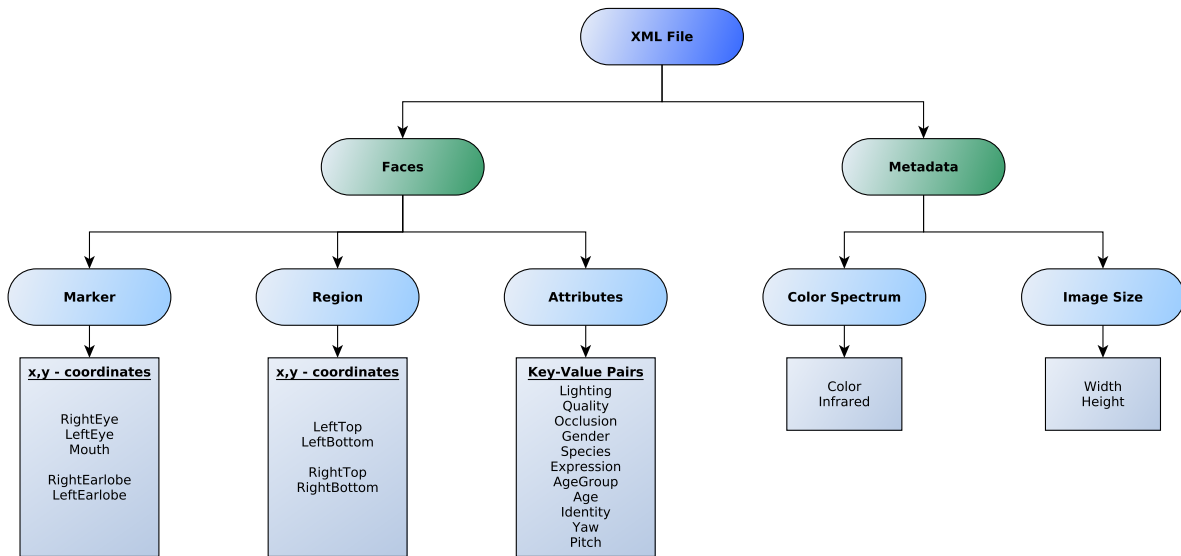 XML File
Faces
Metadata
Marker
Region
Attributes
Color Spectrum
Image Size
x,y - coordinates
RightEye
LeftEye
Mouth
RightEarlobe
LeftEarlobe
x,y - coordinates
LeftTop
LeftBottom
RightTop
RightBottom
Key-Value Pairs
Lighting
Quality
Occlusion
Gender
Species
Expression
AgeGroup
Age
Identity
Yaw
Pitch
Color
Infrared
Width
Height